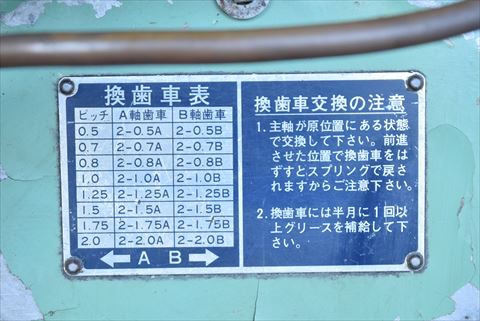 換歯車表
ピッチ A軸歯車 B軸歯車
0.5 2-0.5A 2-0.5B
0.7 2-0.7A 2-0.7B
0.8 2-0.8A 2-0.8B
1.0 2-1.0A 2-1.0B
1.25 2-1.25A 2-1.25B
1.5 2-1.5A 2-1.5B
1.75 2-1.75A 2-1.75B
2.0 2-2.0A 2-2.0B
← A B →
換歯車交換の注意
1. 主軸が原位置にある状態
で交換して下さい。前進
させた位置で換歯車をは
ずすとスプリングで戻さ
れますからご注意下さい。
2. 換歯車には半月に1回以
上グリースを補給して下
さい。